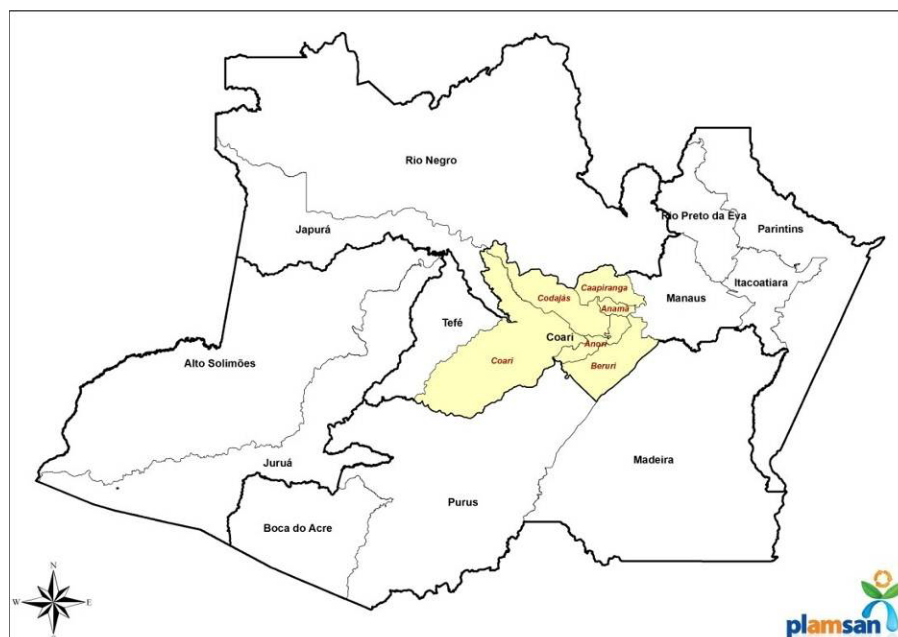 Rio Negro
Rio Preto da Eva
Parintins
Japurá
Caapiranga
Itacoatiara
Codajás
Manaus
Anamã
Tefé
Coari
Anori
Alto Solimões
Coari
Beruri
Juruá
Madeira
Purus
Boca do Acre
N
W
E
plamsan